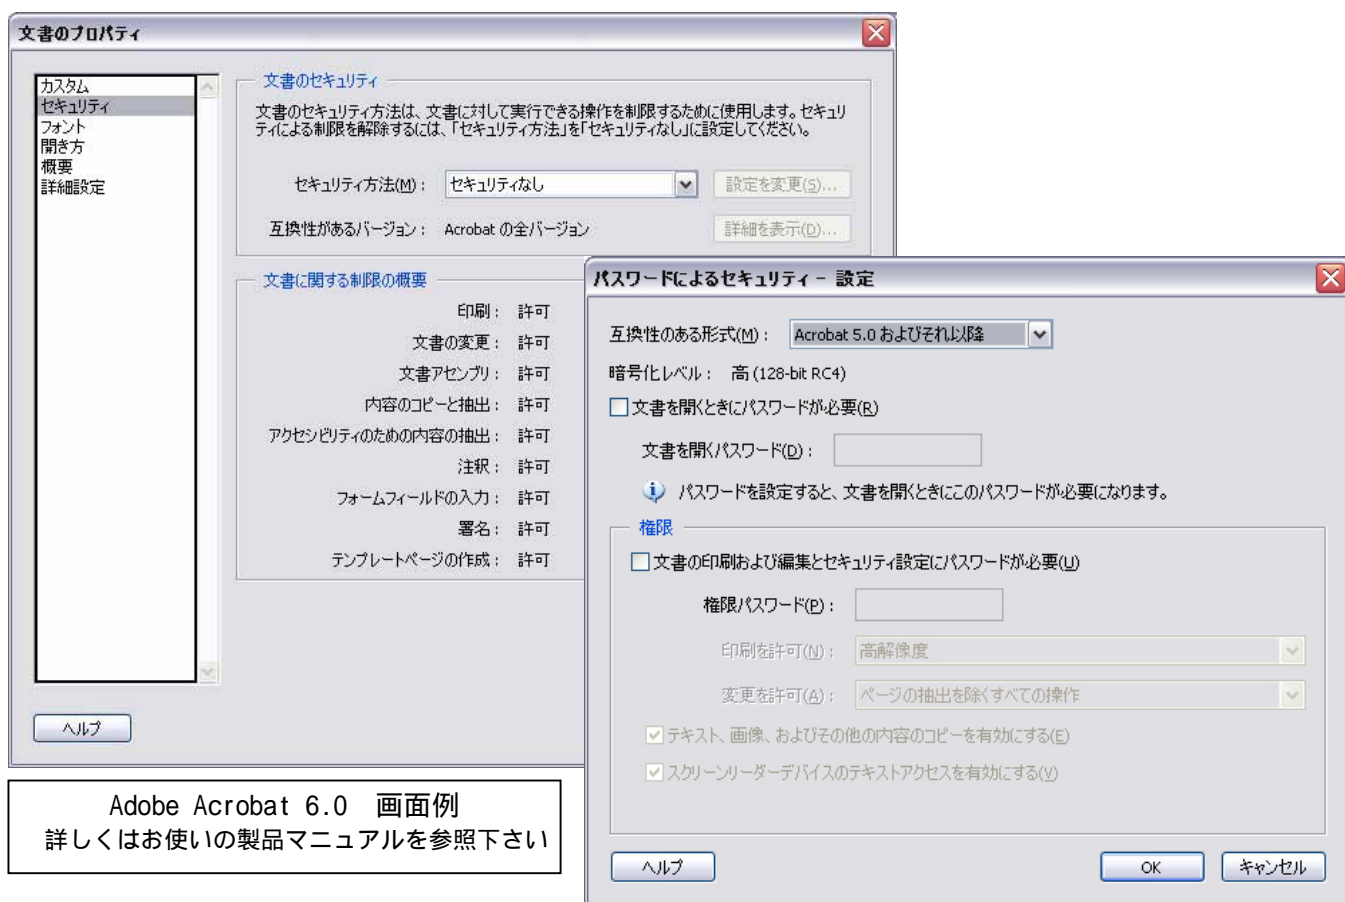 文書のプロパティ
カスタム
セキュリティ
フォント
開き方
概要
詳細設定
文書のセキュリティ
文書のセキュリティ方法は、文書に対して実行できる操作を制限するために使用します。セキュリ
ティによる制限を解除するには、「セキュリティ方法」を「セキュリティなし」に設定してください。
セキュリティ方法(M): セキュリティなし 設定を変更(S)...
互換性があるバージョン: Acrobat の全バージョン 詳細を表示(D)...
文書に関する制限の概要
印刷: 許可
文書の変更: 許可
文書アセンブリ: 許可
内容のコピーと抽出: 許可
アクセシビリティのための内容の抽出: 許可
注釈: 許可
フォームフィールドの入力: 許可
署名: 許可
テンプレートページの作成: 許可
ヘルプ
パスワードによるセキュリティ - 設定
互換性のある形式(M): Acrobat 5.0 およびそれ以降
暗号化レベル: 高 (128-bit RC4)
文書を開くときにパスワードが必要(R)
文書を開くパスワード(D):
パスワードを設定すると、文書を開くときにこのパスワードが必要になります。
権限
文書の印刷および編集とセキュリティ設定にパスワードが必要(U)
権限パスワード(P):
印刷を許可(N): 高解像度
変更を許可(A): ページの抽出を除くすべての操作
テキスト、画像、およびその他の内容のコピーを有効にする(E)
スクリーンリーダーデバイスのテキストアクセスを有効にする(V)
ヘルプ OK キャンセル
Adobe Acrobat 6.0 画面例
詳しくはお使いの製品マニュアルを参照下さい